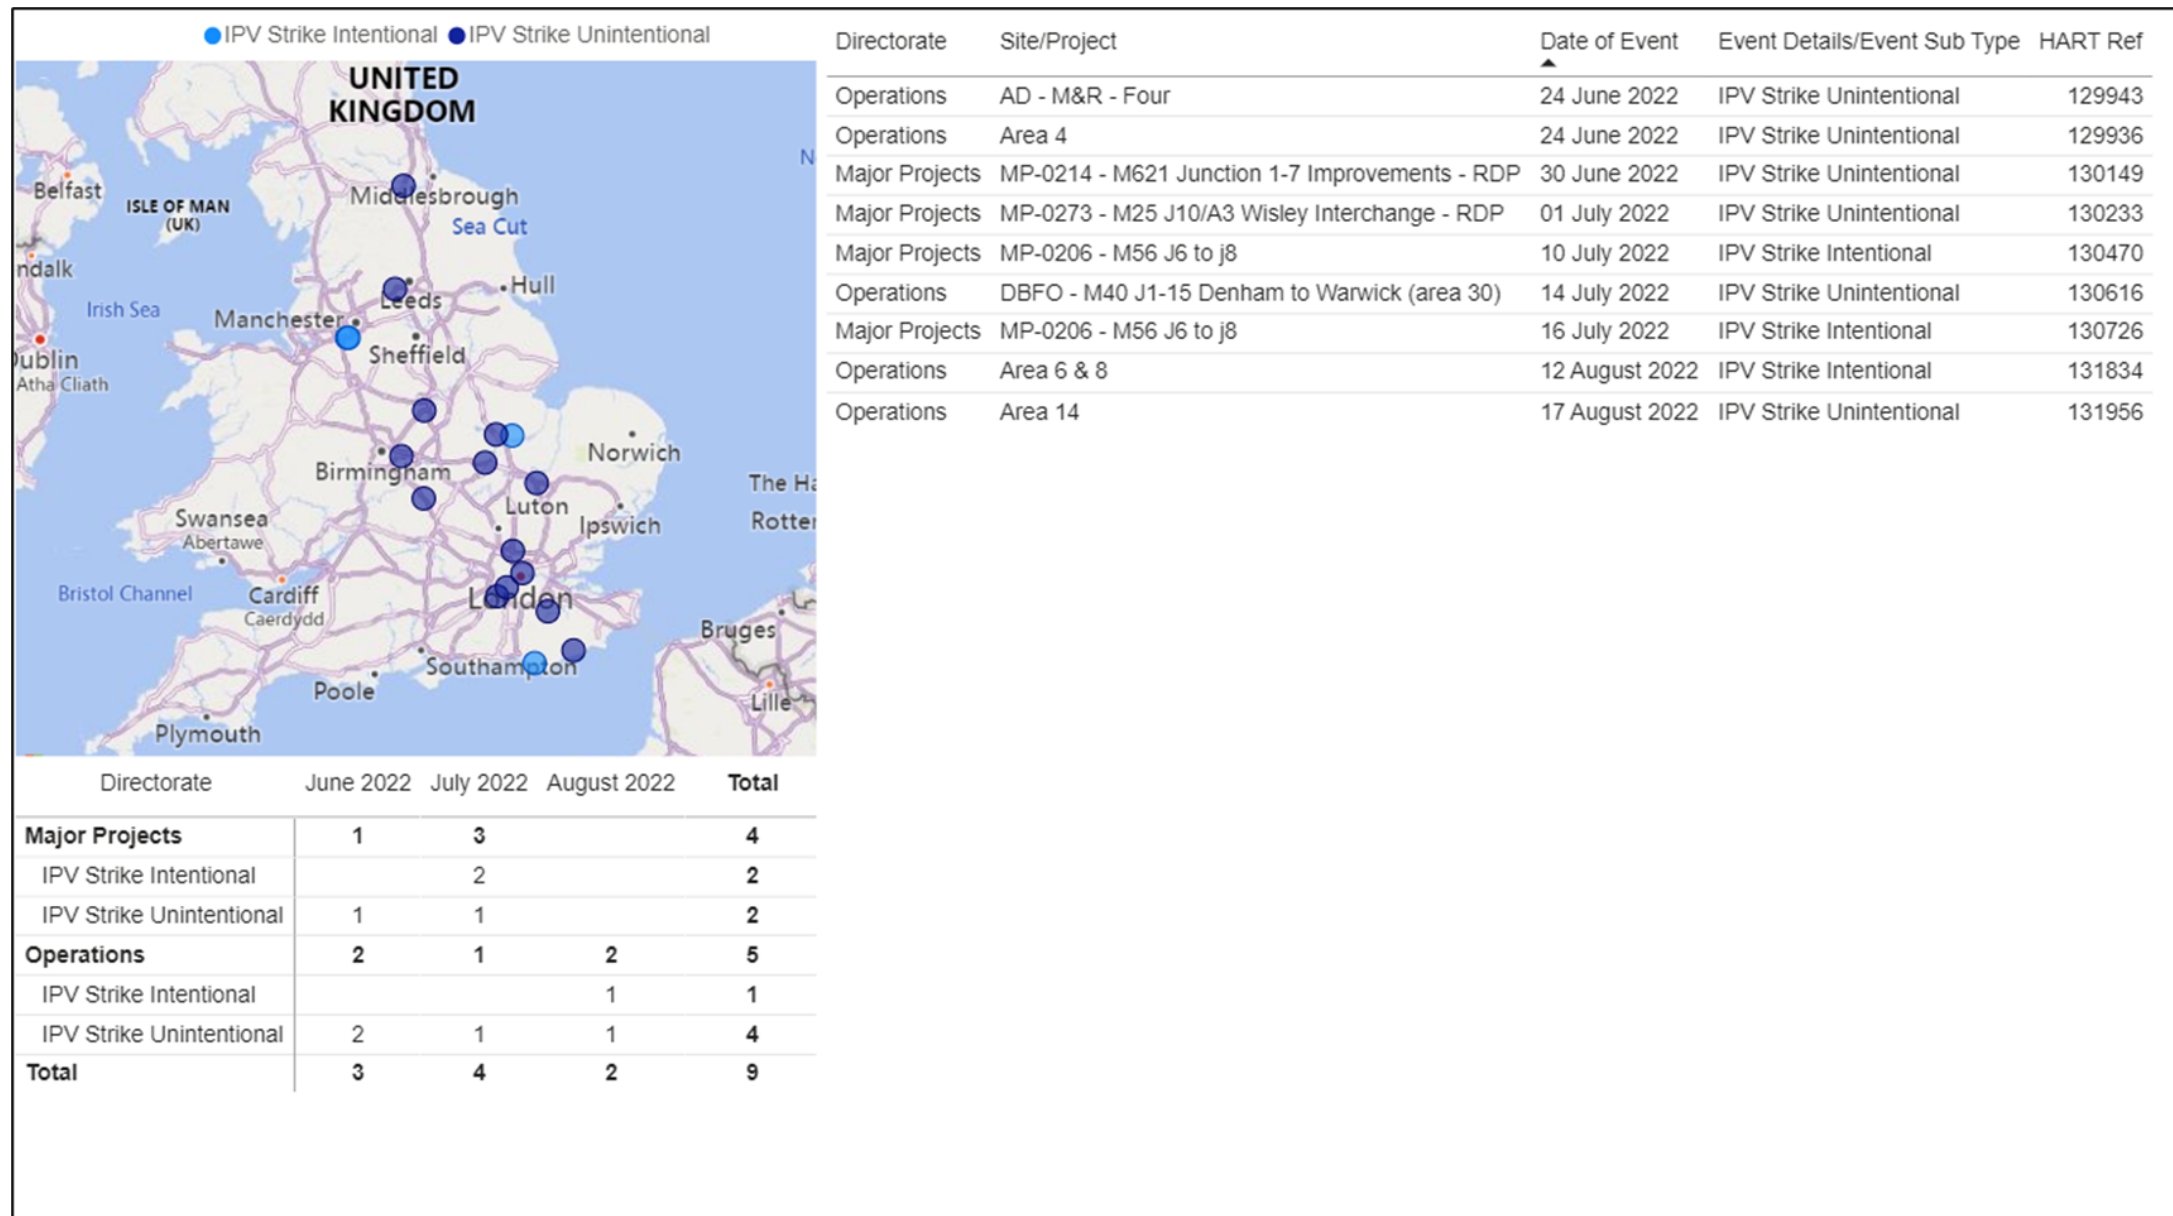 IPV Strike Intentional IPV Strike Unintentional
UNITED
KINGDOM
Belfast
ISLE OF MAN
(UK)
Middlesbrough
Sea Cut
N
ndalk
Irish Sea
Leeds
Hull
Manchester
Sheffield
Dublin
Atha Cliath
Norwich
Birmingham
The Ha
Luton
Rotter
Swansea
Abertawe
Ipswich
Bristol Channel
Cardiff
Caerdydd
London
Bruges
Southampton
Poole
Lille
Plymouth
Directorate June 2022 July 2022 August 2022 Total
Major Projects 1 3 4
IPV Strike Intentional 2 2
IPV Strike Unintentional 1 1 2
Operations 2 1 2 5
IPV Strike Intentional 1 1
IPV Strike Unintentional 2 1 1 4
Total 3 4 2 9
Directorate Site/Project Date of Event Event Details/Event Sub Type HART Ref
Operations AD - M&R - Four 24 June 2022 IPV Strike Unintentional 129943
Operations Area 4 24 June 2022 IPV Strike Unintentional 129936
Major Projects MP-0214 - M621 Junction 1-7 Improvements - RDP 30 June 2022 IPV Strike Unintentional 130149
Major Projects MP-0273 - M25 J10/A3 Wisley Interchange - RDP 01 July 2022 IPV Strike Unintentional 130233
Major Projects MP-0206 - M56 J6 to j8 10 July 2022 IPV Strike Intentional 130470
Operations DBFO - M40 J1-15 Denham to Warwick (area 30) 14 July 2022 IPV Strike Unintentional 130616
Major Projects MP-0206 - M56 J6 to j8 16 July 2022 IPV Strike Intentional 130726
Operations Area 6 & 8 12 August 2022 IPV Strike Intentional 131834
Operations Area 14 17 August 2022 IPV Strike Unintentional 131956